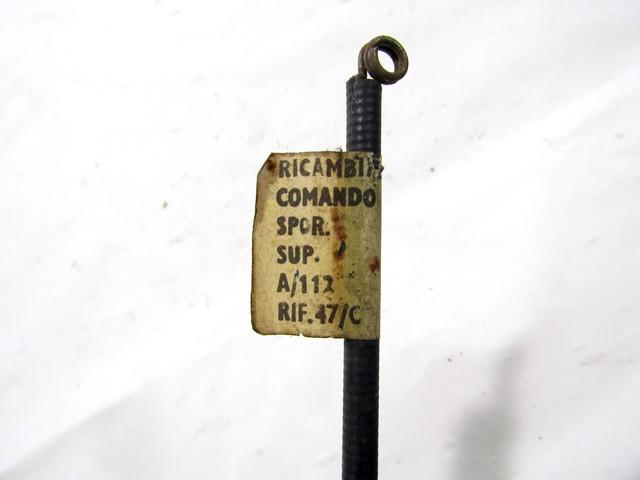 RICAMBI
COMANDO
SPOR.
SUP.
A/112
RIF.47/C